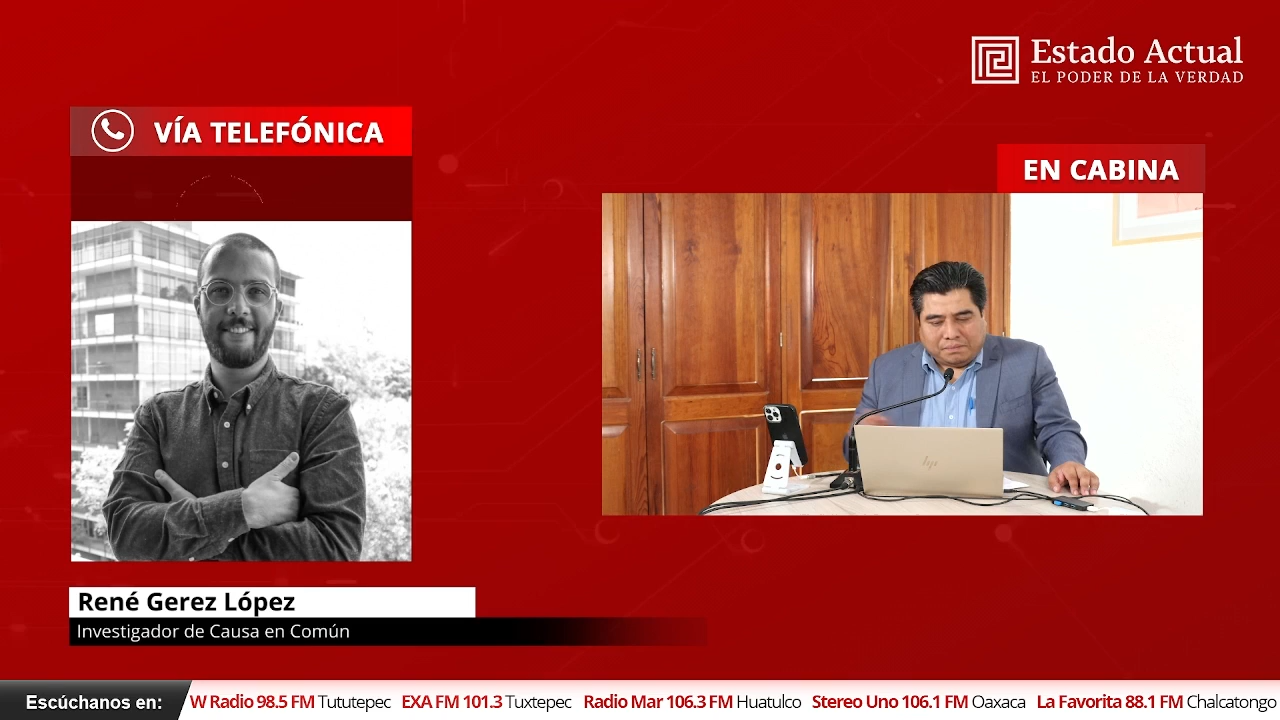 Estado Actual
EL PODER DE LA VERDAD
VÍA TELEFÓNICA
EN CABINA
hp
René Gerez López
Investigador de Causa en Común
Escúchanos en: W Radio 98.5 FM Tututepec EXA FM 101.3 Tuxtepec Radio Mar 106.3 FM Huatulco Stereo Uno 106.1 FM Oaxaca La Favorita 88.1 FM Chalcatongo